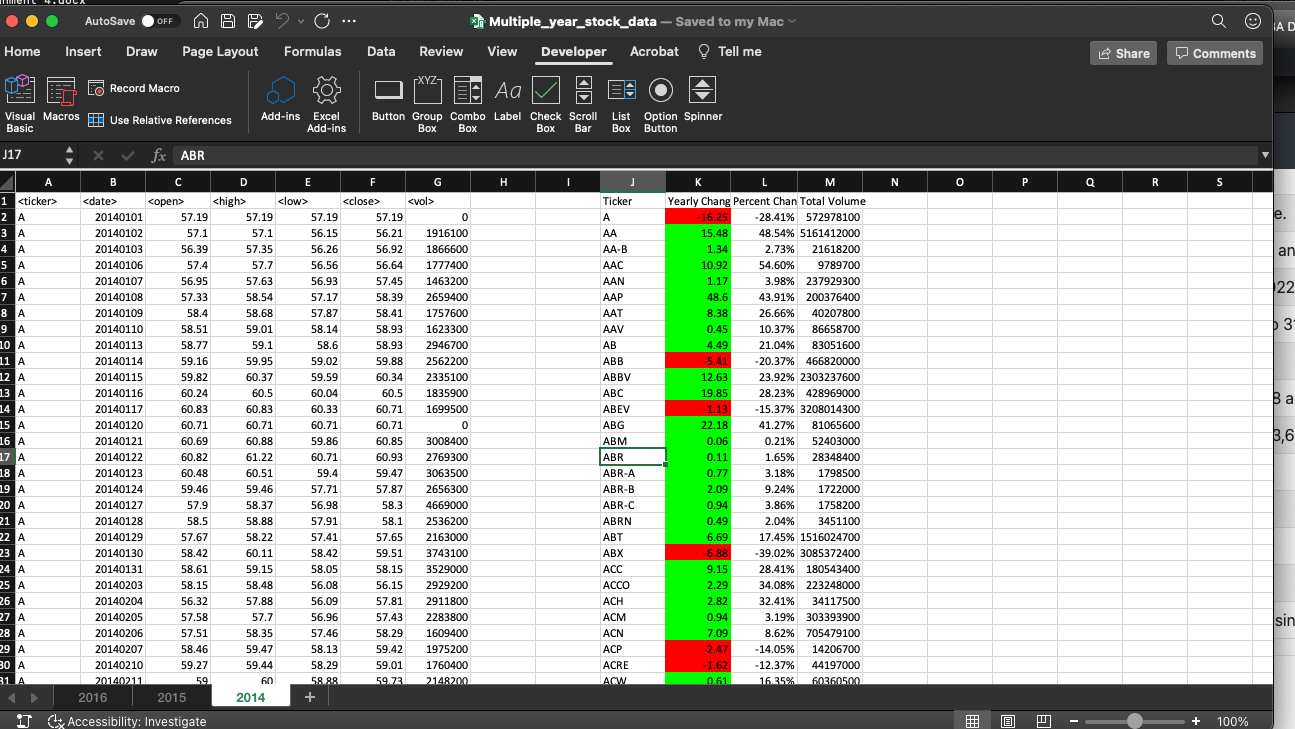 AutoSave OFF Multiple_year_stock_data — Saved to my Mac
Home Insert Draw Page Layout Formulas Data Review View Developer Acrobat Tell me Share Comments
Visual Basic Macros Record Macro Use Relative References Add-ins Excel Add-ins Button Group Box Combo Box Label Check Box Scroll Bar List Box Option Button Spinner
J17 fx ABR
A B C D E F G H I J K L M N O P Q R S
1 <ticker> <date> <open> <high> <low> <close> <vol> Ticker Yearly Chang Percent Chan Total Volume
2 A 20140101 57.19 57.19 57.19 57.19 0 A -16.25 -28.41% 572978100
3 A 20140102 57.1 57.1 56.15 56.21 1916100 AA 15.48 48.54% 5161412000
4 A 20140103 56.39 57.35 56.26 56.92 1866600 AA-B 1.34 2.73% 21618200
5 A 20140106 57.4 57.7 56.56 56.64 1777400 AAC 10.92 54.60% 9789700
6 A 20140107 56.95 57.63 56.93 57.45 1463200 AAN 1.17 3.98% 237929300
7 A 20140108 57.33 58.54 57.17 58.39 2659400 AAP 48.6 43.91% 200376400
8 A 20140109 58.4 58.68 57.87 58.41 1757600 AAT 8.38 26.66% 40207800
9 A 20140110 58.51 59.01 58.14 58.93 1623300 AAV 0.45 10.37% 86658700
10 A 20140113 58.77 59.1 58.6 58.93 2946700 AB 4.49 21.04% 83051600
11 A 20140114 59.16 59.95 59.02 59.88 2562200 ABB -5.41 -20.37% 466820000
12 A 20140115 59.82 60.37 59.59 60.34 2335100 ABBV 12.63 23.92% 2303237600
13 A 20140116 60.24 60.5 60.04 60.5 1835900 ABC 19.85 28.23% 428969000
14 A 20140117 60.83 60.83 60.33 60.71 1699500 ABEV -1.13 -15.37% 3208014300
15 A 20140120 60.71 60.71 60.71 60.71 0 ABG 22.18 41.27% 81065600
16 A 20140121 60.69 60.88 59.86 60.85 3008400 ABM 0.06 0.21% 52403000
17 A 20140122 60.82 61.22 60.71 60.93 2769300 ABR 0.11 1.65% 28348400
18 A 20140123 60.48 60.51 59.4 59.47 3063500 ABR-A 0.77 3.18% 1798500
19 A 20140124 59.46 59.46 57.71 57.87 2656300 ABR-B 2.09 9.24% 1722000
20 A 20140127 57.9 58.37 56.98 58.3 4669000 ABR-C 0.94 3.86% 1758200
21 A 20140128 58.5 58.88 57.91 58.1 2536200 ABRN 0.49 2.04% 3451100
22 A 20140129 57.67 58.22 57.41 57.65 2163000 ABT 6.69 17.45% 1516024700
23 A 20140130 58.42 60.11 58.42 59.51 3743100 ABX -6.88 -39.02% 3085372400
24 A 20140131 58.61 59.15 58.05 58.15 3529000 ACC 9.15 28.41% 180543400
25 A 20140203 58.15 58.48 56.08 56.15 2929200 ACCO 2.29 34.08% 223248000
26 A 20140204 56.32 57.88 56.09 57.81 2911800 ACH 2.82 32.41% 34117500
27 A 20140205 57.58 57.7 56.96 57.43 2283800 ACM 0.94 3.19% 303393900
28 A 20140206 57.51 58.35 57.46 58.29 1609400 ACN 7.09 8.62% 705479100
29 A 20140207 58.46 59.47 58.13 59.42 1975200 ACP -2.47 -14.05% 14206700
30 A 20140210 59.27 59.44 58.29 59.01 1760400 ACRE -1.62 -12.37% 44197000
31 A 20140211 59 60 58.88 59.73 2148200 ACW 0.61 16.35% 60360500
2016 2015 2014 +
Accessibility: Investigate 100%